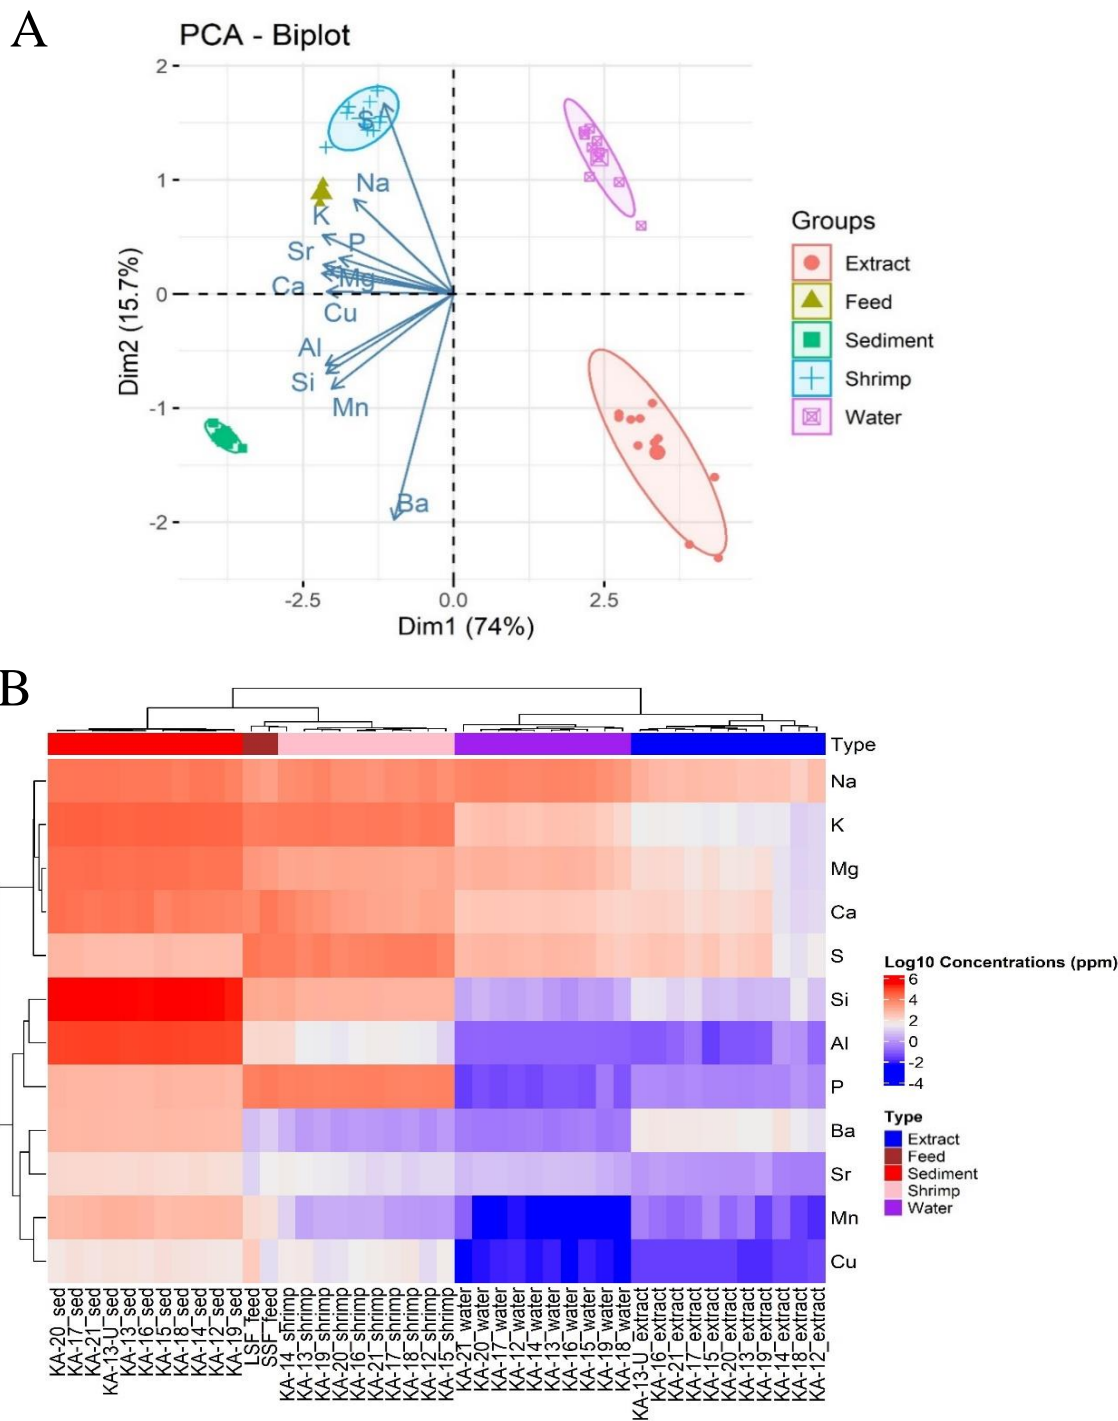 A
PCA - Biplot
2
1
0
-1
-2
Dim2 (15.7%)
-2.5
0.0
2.5
Dim1 (74%)
S
Na
K
P
Sr
Mg
Ca
Cu
Al
Si
Mn
Ba
Groups
Extract
Feed
Sediment
Shrimp
Water
B
Type
Na
K
Mg
Ca
S
Si
Al
P
Ba
Sr
Mn
Cu
KA-20_sed
KA-17_sed
KA-21_sed
KA-13-U_sed
KA-13_sed
KA-16_sed
KA-15_sed
KA-18_sed
KA-14_sed
KA-12_sed
KA-19_sed
LSF_feed
SSF_feed
KA-14_shrimp
KA-13_shrimp
KA-19_shrimp
KA-20_shrimp
KA-16_shrimp
KA-21_shrimp
KA-17_shrimp
KA-18_shrimp
KA-12_shrimp
KA-15_shrimp
KA-21_water
KA-20_water
KA-17_water
KA-12_water
KA-14_water
KA-13_water
KA-16_water
KA-15_water
KA-19_water
KA-18_water
KA-13-U_extract
KA-16_extract
KA-21_extract
KA-17_extract
KA-15_extract
KA-20_extract
KA-13_extract
KA-19_extract
KA-14_extract
KA-18_extract
KA-12_extract
Log10 Concentrations (ppm)
6
4
2
0
-2
-4
Type
Extract
Feed
Sediment
Shrimp
Water